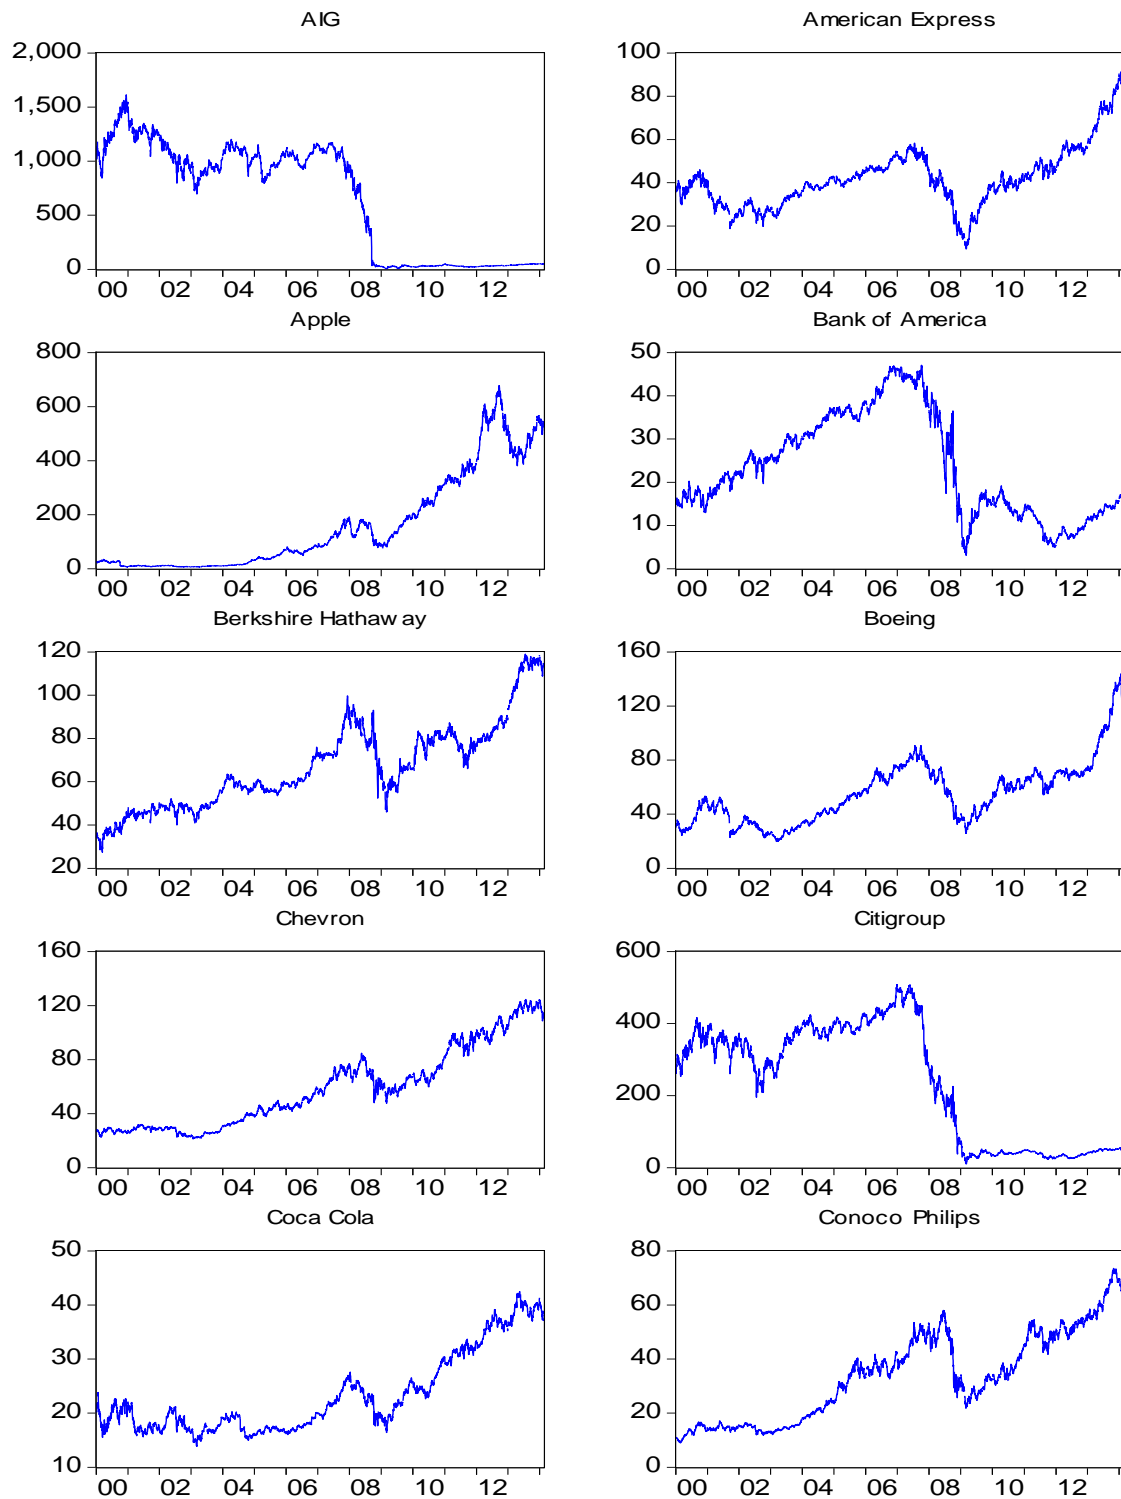 AIG
American Express
2,000
1,500
1,000
500
0
00 02 04 06 08 10 12
100
80
60
40
20
0
00 02 04 06 08 10 12
Apple
Bank of America
800
600
400
200
0
00 02 04 06 08 10 12
50
40
30
20
10
0
00 02 04 06 08 10 12
Berkshire Hathaw ay
Boeing
120
100
80
60
40
20
00 02 04 06 08 10 12
160
120
80
40
0
00 02 04 06 08 10 12
Chevron
Citigroup
160
120
80
40
0
00 02 04 06 08 10 12
600
400
200
0
00 02 04 06 08 10 12
Coca Cola
Conoco Philips
50
40
30
20
10
00 02 04 06 08 10 12
80
60
40
20
0
00 02 04 06 08 10 12